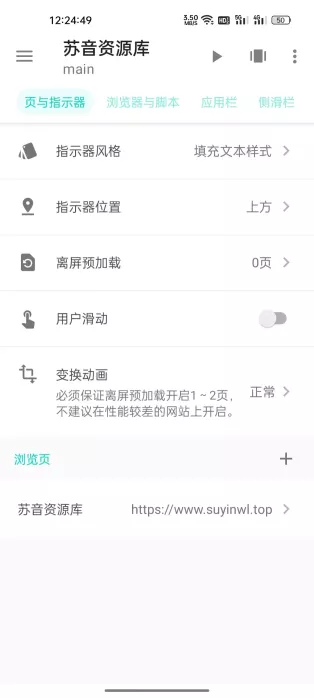 12:24:49 3.50 MB/S HD 5G 4G 50
苏音资源库
main
页与指示器 浏览器与脚本 应用栏 侧滑栏
指示器风格 填充文本样式
指示器位置 上方
离屏预加载 0页
用户滑动
变换动画
必须保证离屏预加载开启1~2页，
不建议在性能较差的网站上开启。
正常
浏览页
苏音资源库 https://www.suyinwl.top